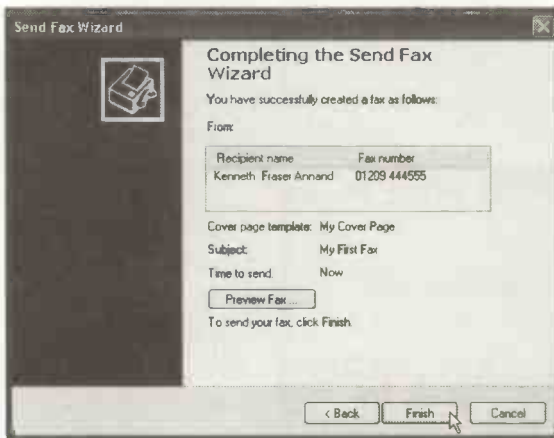 Send Fax Wizard
Completing the Send Fax
Wizard
You have successfully created a fax as follows:
From:
Recipient name Fax number
Kenneth Fraser Annand 01209 444555
Cover page template: My Cover Page
Subject: My First Fax
Time to send: Now
Preview Fax ...
To send your fax, click Finish.
< Back Finish Cancel